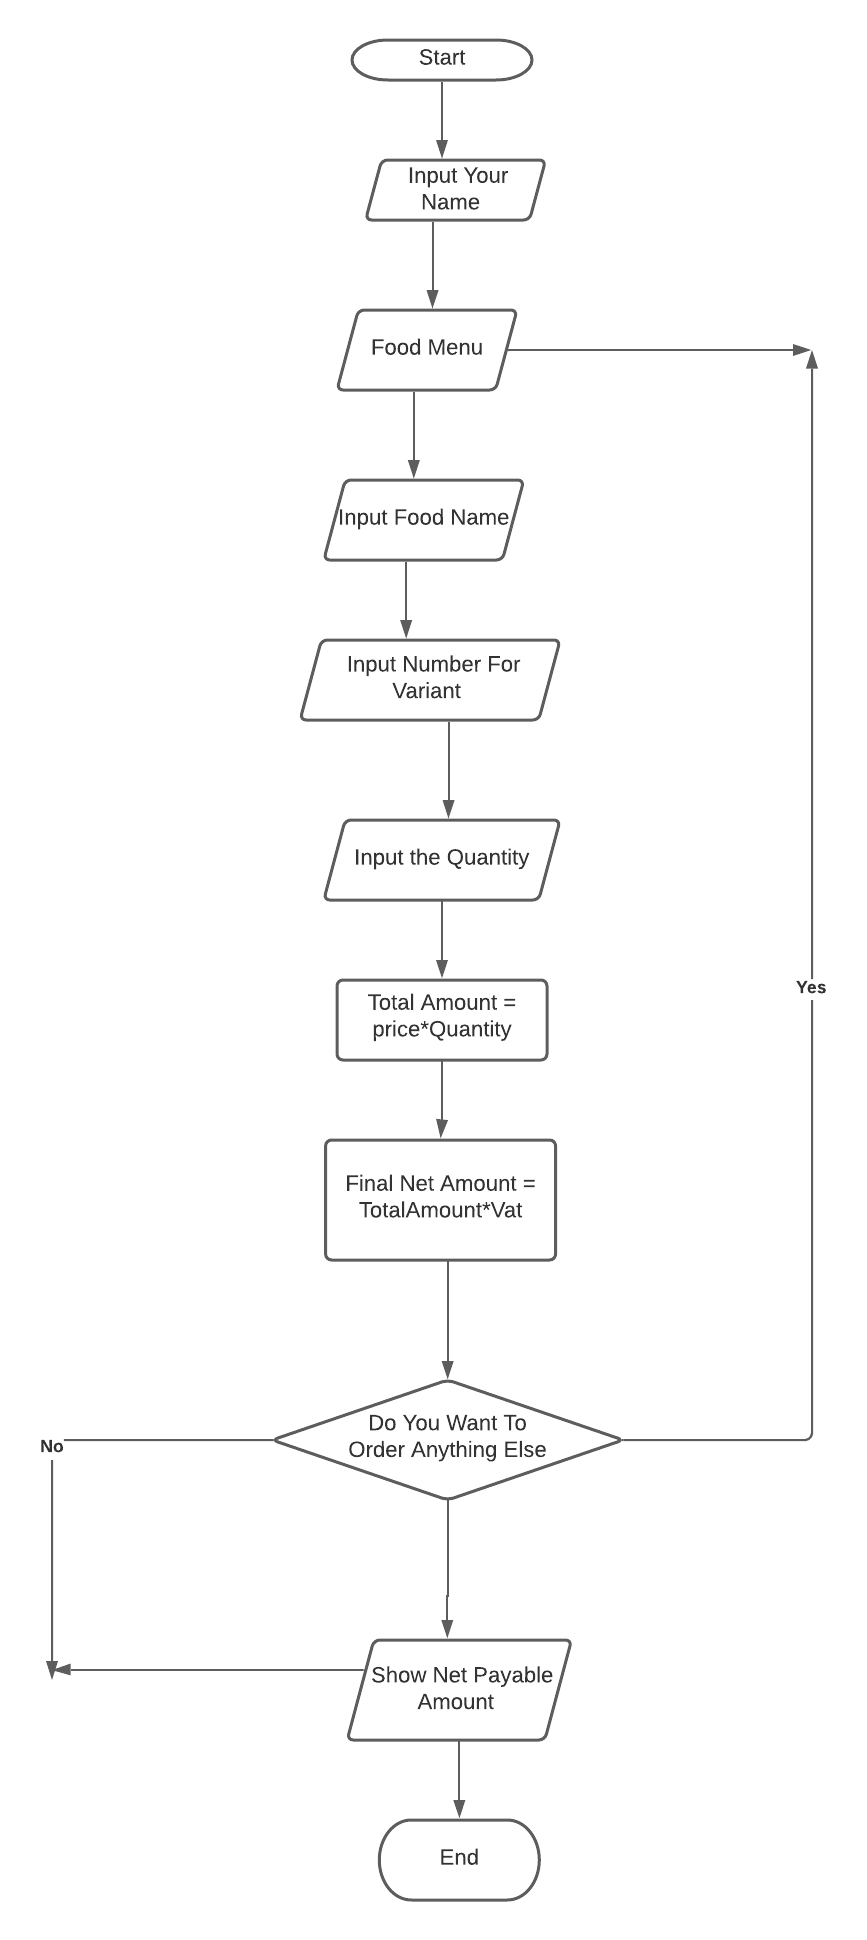 Start
Input Your
Name
Food Menu
Input Food Name
Input Number For
Variant
Input the Quantity
Total Amount =
price*Quantity
Yes
Final Net Amount =
TotalAmount*Vat
Do You Want To
Order Anything Else
No
Show Net Payable
Amount
End